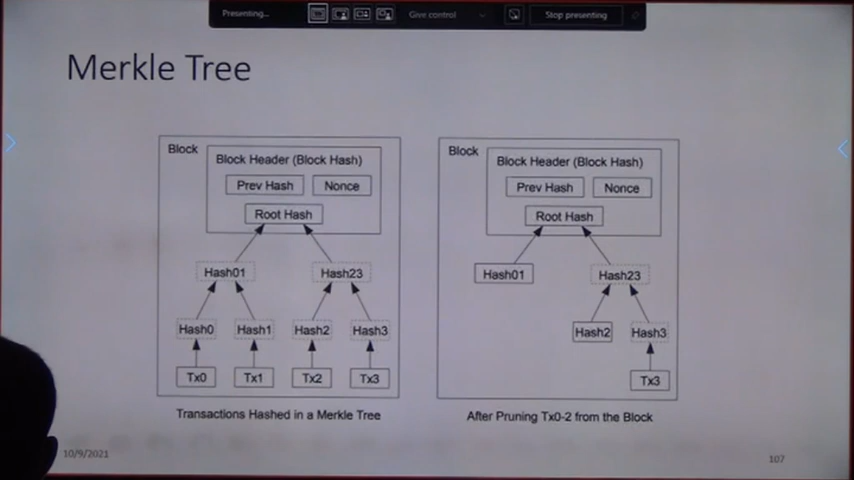 Presenting...
Give control
Stop presenting
Merkle Tree
Block
Block Header (Block Hash)
Prev Hash
Nonce
Root Hash
Hash01
Hash23
Hash0
Hash1
Hash2
Hash3
Tx0
Tx1
Tx2
Tx3
Transactions Hashed in a Merkle Tree
Block
Block Header (Block Hash)
Prev Hash
Nonce
Root Hash
Hash01
Hash23
Hash2
Hash3
Tx3
After Pruning Tx0-2 from the Block
10/9/2021
107